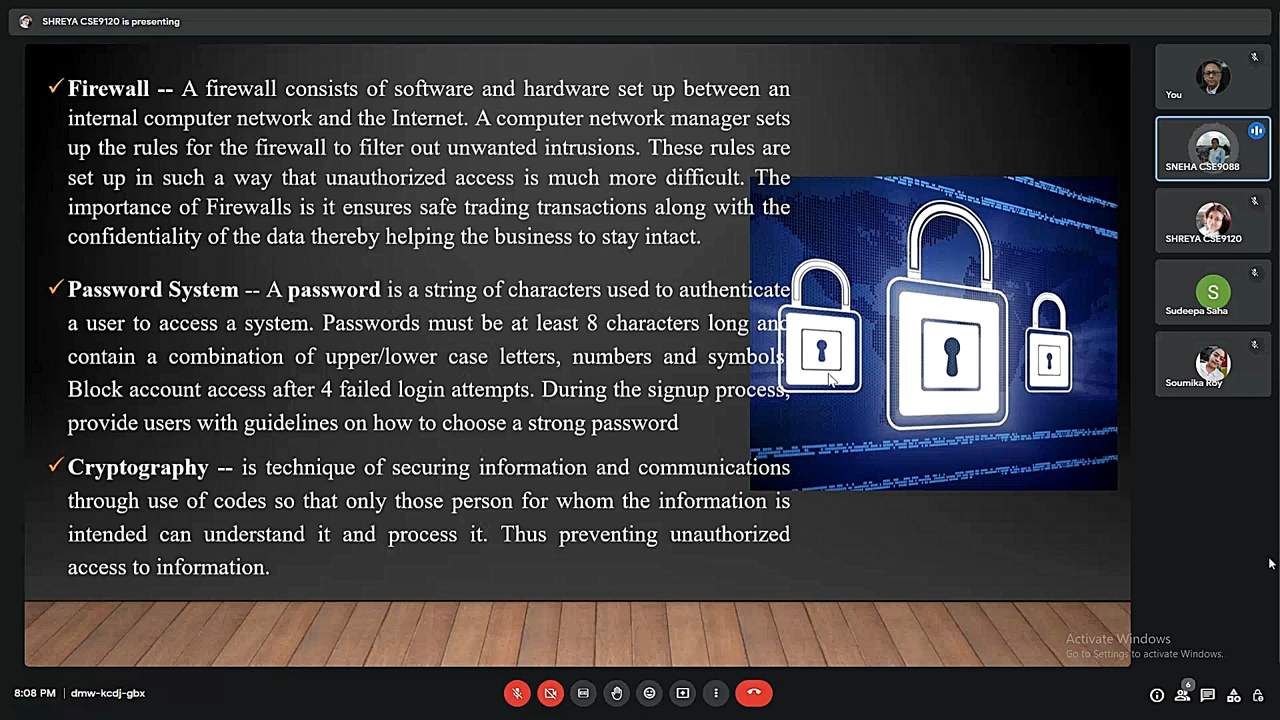 SHREYA CSE9120 is presenting
✓ Firewall -- A firewall consists of software and hardware set up between an
internal computer network and the Internet. A computer network manager sets
up the rules for the firewall to filter out unwanted intrusions. These rules are
set up in such a way that unauthorized access is much more difficult. The
importance of Firewalls is it ensures safe trading transactions along with the
confidentiality of the data thereby helping the business to stay intact.
✓ Password System -- A password is a string of characters used to authenticate
a user to access a system. Passwords must be at least 8 characters long and
contain a combination of upper/lower case letters, numbers and symbols.
Block account access after 4 failed login attempts. During the signup process,
provide users with guidelines on how to choose a strong password
✓ Cryptography -- is technique of securing information and communications
through use of codes so that only those person for whom the information is
intended can understand it and process it. Thus preventing unauthorized
access to information.
You
SNEHA CSE9088
SHREYA CSE9120
S
Sudeepa Saha
Soumika Roy
Activate Windows
Go to Settings to activate Windows.
8:08 PM | dmw-kcdj-gbx
6